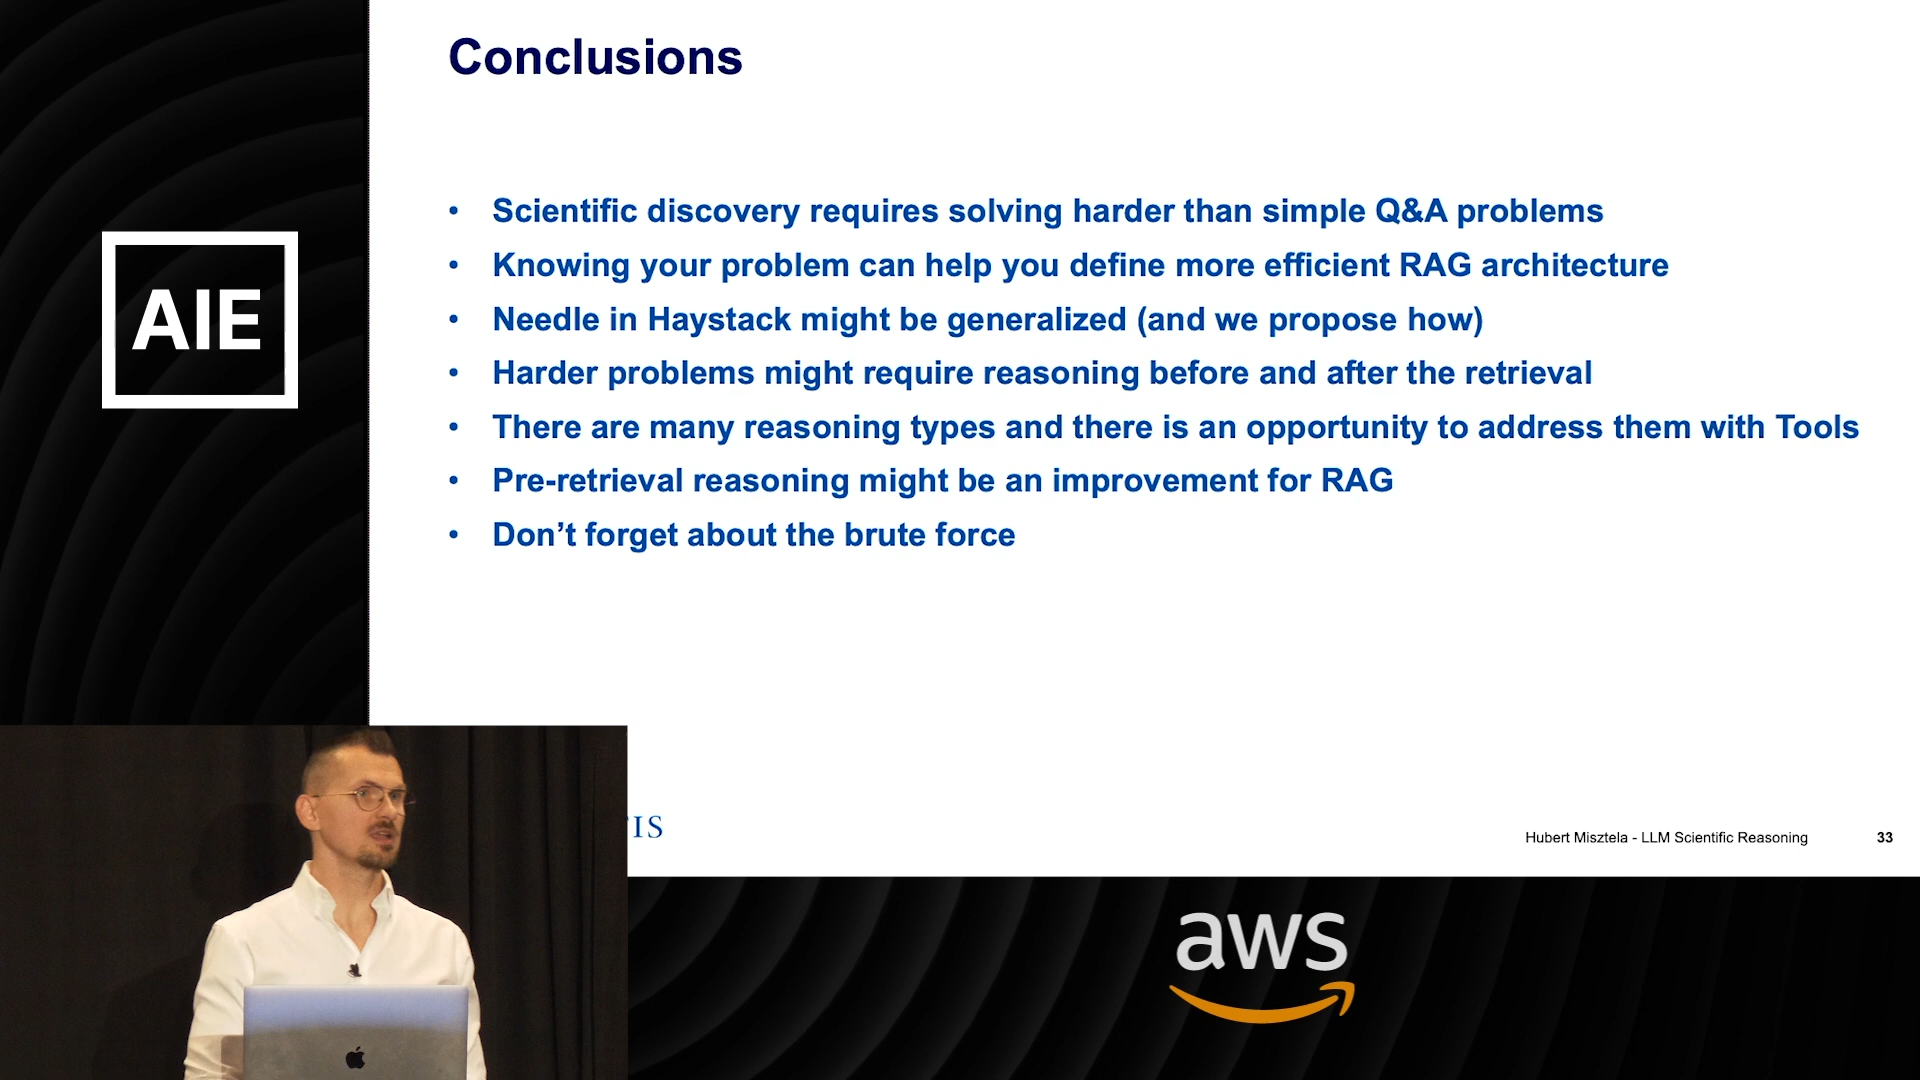 Conclusions
• Scientific discovery requires solving harder than simple Q&A problems
• Knowing your problem can help you define more efficient RAG architecture
• Needle in Haystack might be generalized (and we propose how)
• Harder problems might require reasoning before and after the retrieval
• There are many reasoning types and there is an opportunity to address them with Tools
• Pre-retrieval reasoning might be an improvement for RAG
• Don’t forget about the brute force
AIE
Hubert Misztela - LLM Scientific Reasoning 33
aws